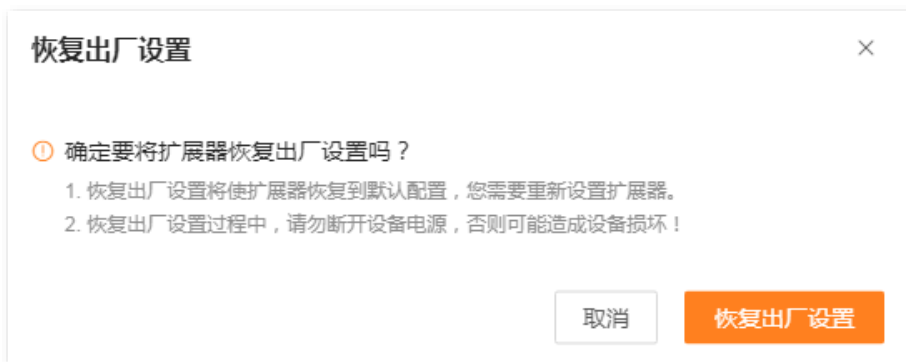 恢复出厂设置
确定要将扩展器恢复出厂设置吗？
1. 恢复出厂设置将使扩展器恢复到默认配置，您需要重新设置扩展器。
2. 恢复出厂设置过程中，请勿断开设备电源，否则可能造成设备损坏！
取消 恢复出厂设置